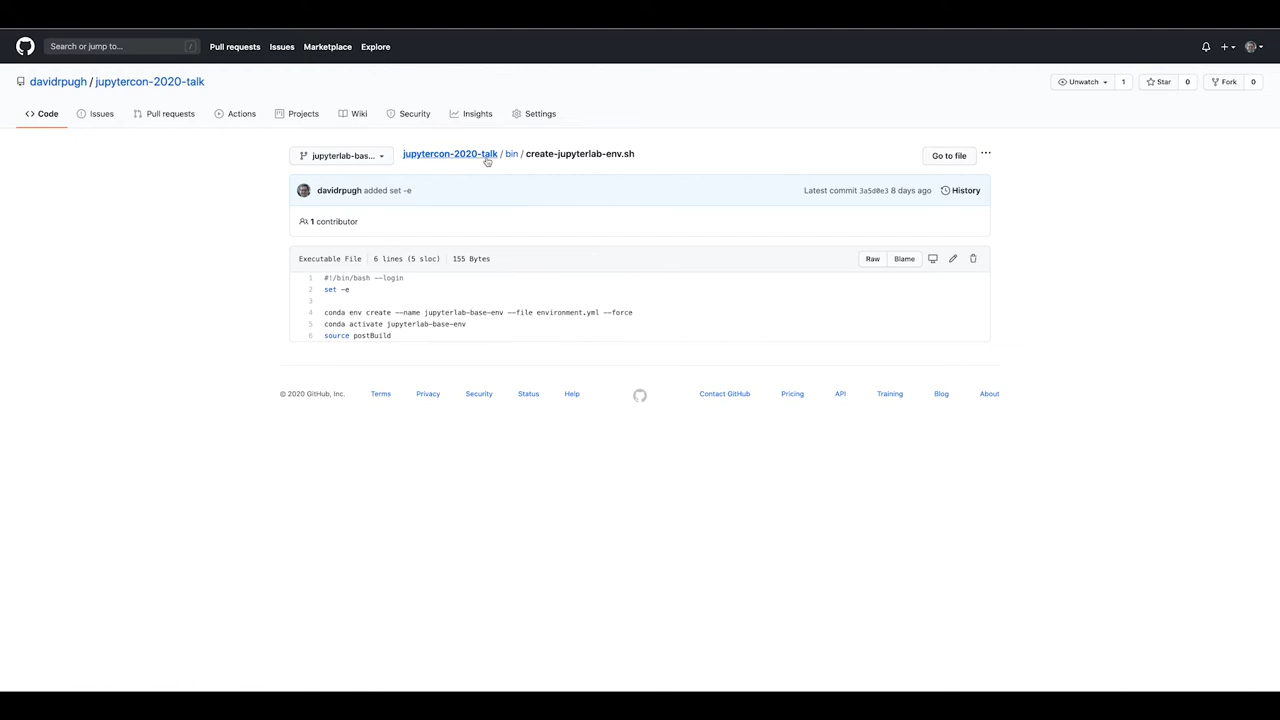 Search or jump to... /
Pull requests Issues Marketplace Explore
davidrpugh / jupytercon-2020-talk
Unwatch 1 Star 0 Fork 0
Code Issues Pull requests Actions Projects Wiki Security Insights Settings
jupyterlab-bas... jupytercon-2020-talk / bin / create-jupyterlab-env.sh Go to file ...
davidrpugh added set -e Latest commit 3a5d0e3 8 days ago History
1 contributor
Executable File 6 lines (5 sloc) 155 Bytes Raw Blame
1 #!/bin/bash --login
2 set -e
3
4 conda env create --name jupyterlab-base-env --file environment.yml --force
5 conda activate jupyterlab-base-env
6 source postBuild
© 2020 GitHub, Inc. Terms Privacy Security Status Help Contact GitHub Pricing API Training Blog About